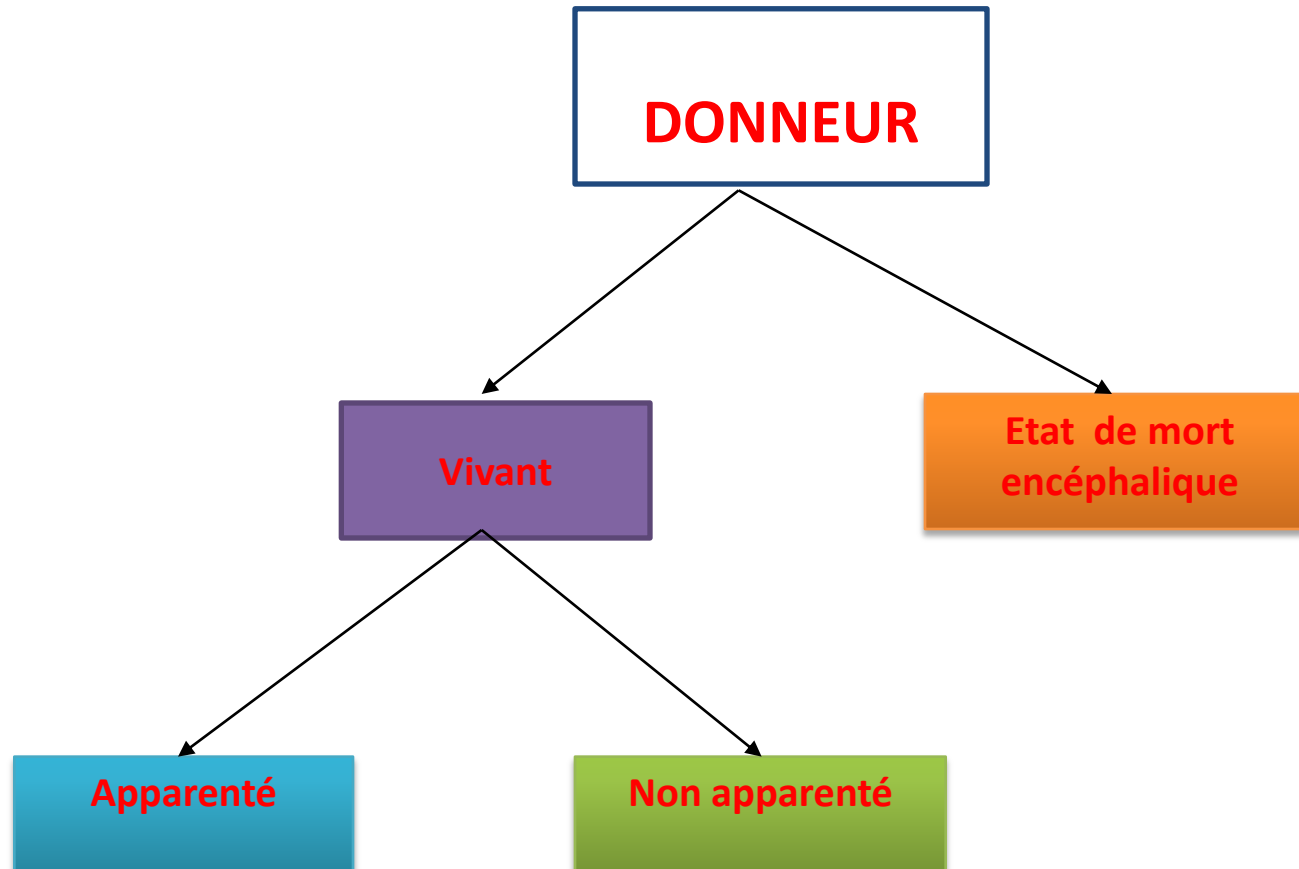 DONNEUR
Vivant
Etat de mort
encéphalique
Apparenté
Non apparenté